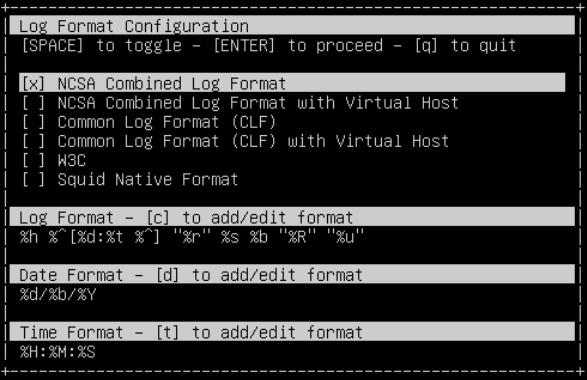 Log Format Configuration
[SPACE] to toggle - [ENTER] to proceed - [q] to quit
[x] NCSA Combined Log Format
[ ] NCSA Combined Log Format with Virtual Host
[ ] Common Log Format (CLF)
[ ] Common Log Format (CLF) with Virtual Host
[ ] W3C
[ ] Squid Native Format
Log Format - [c] to add/edit format
%h %^[%d:%t %^] "%r" %s %b "%R" "%u"
Date Format - [d] to add/edit format
%d/%b/%Y
Time Format - [t] to add/edit format
%H:%M:%S